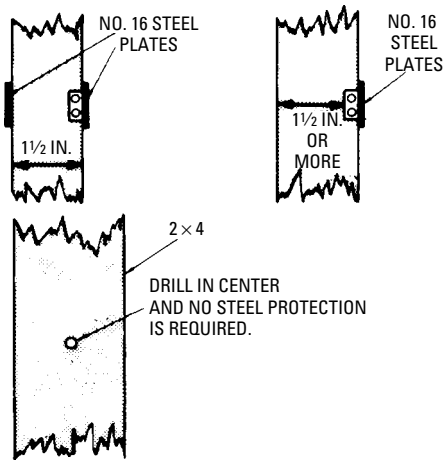 NO. 16 STEEL
PLATES
1½ IN.
NO. 16
STEEL
PLATES
1½ IN.
OR
MORE
2 × 4
DRILL IN CENTER
AND NO STEEL PROTECTION
IS REQUIRED.